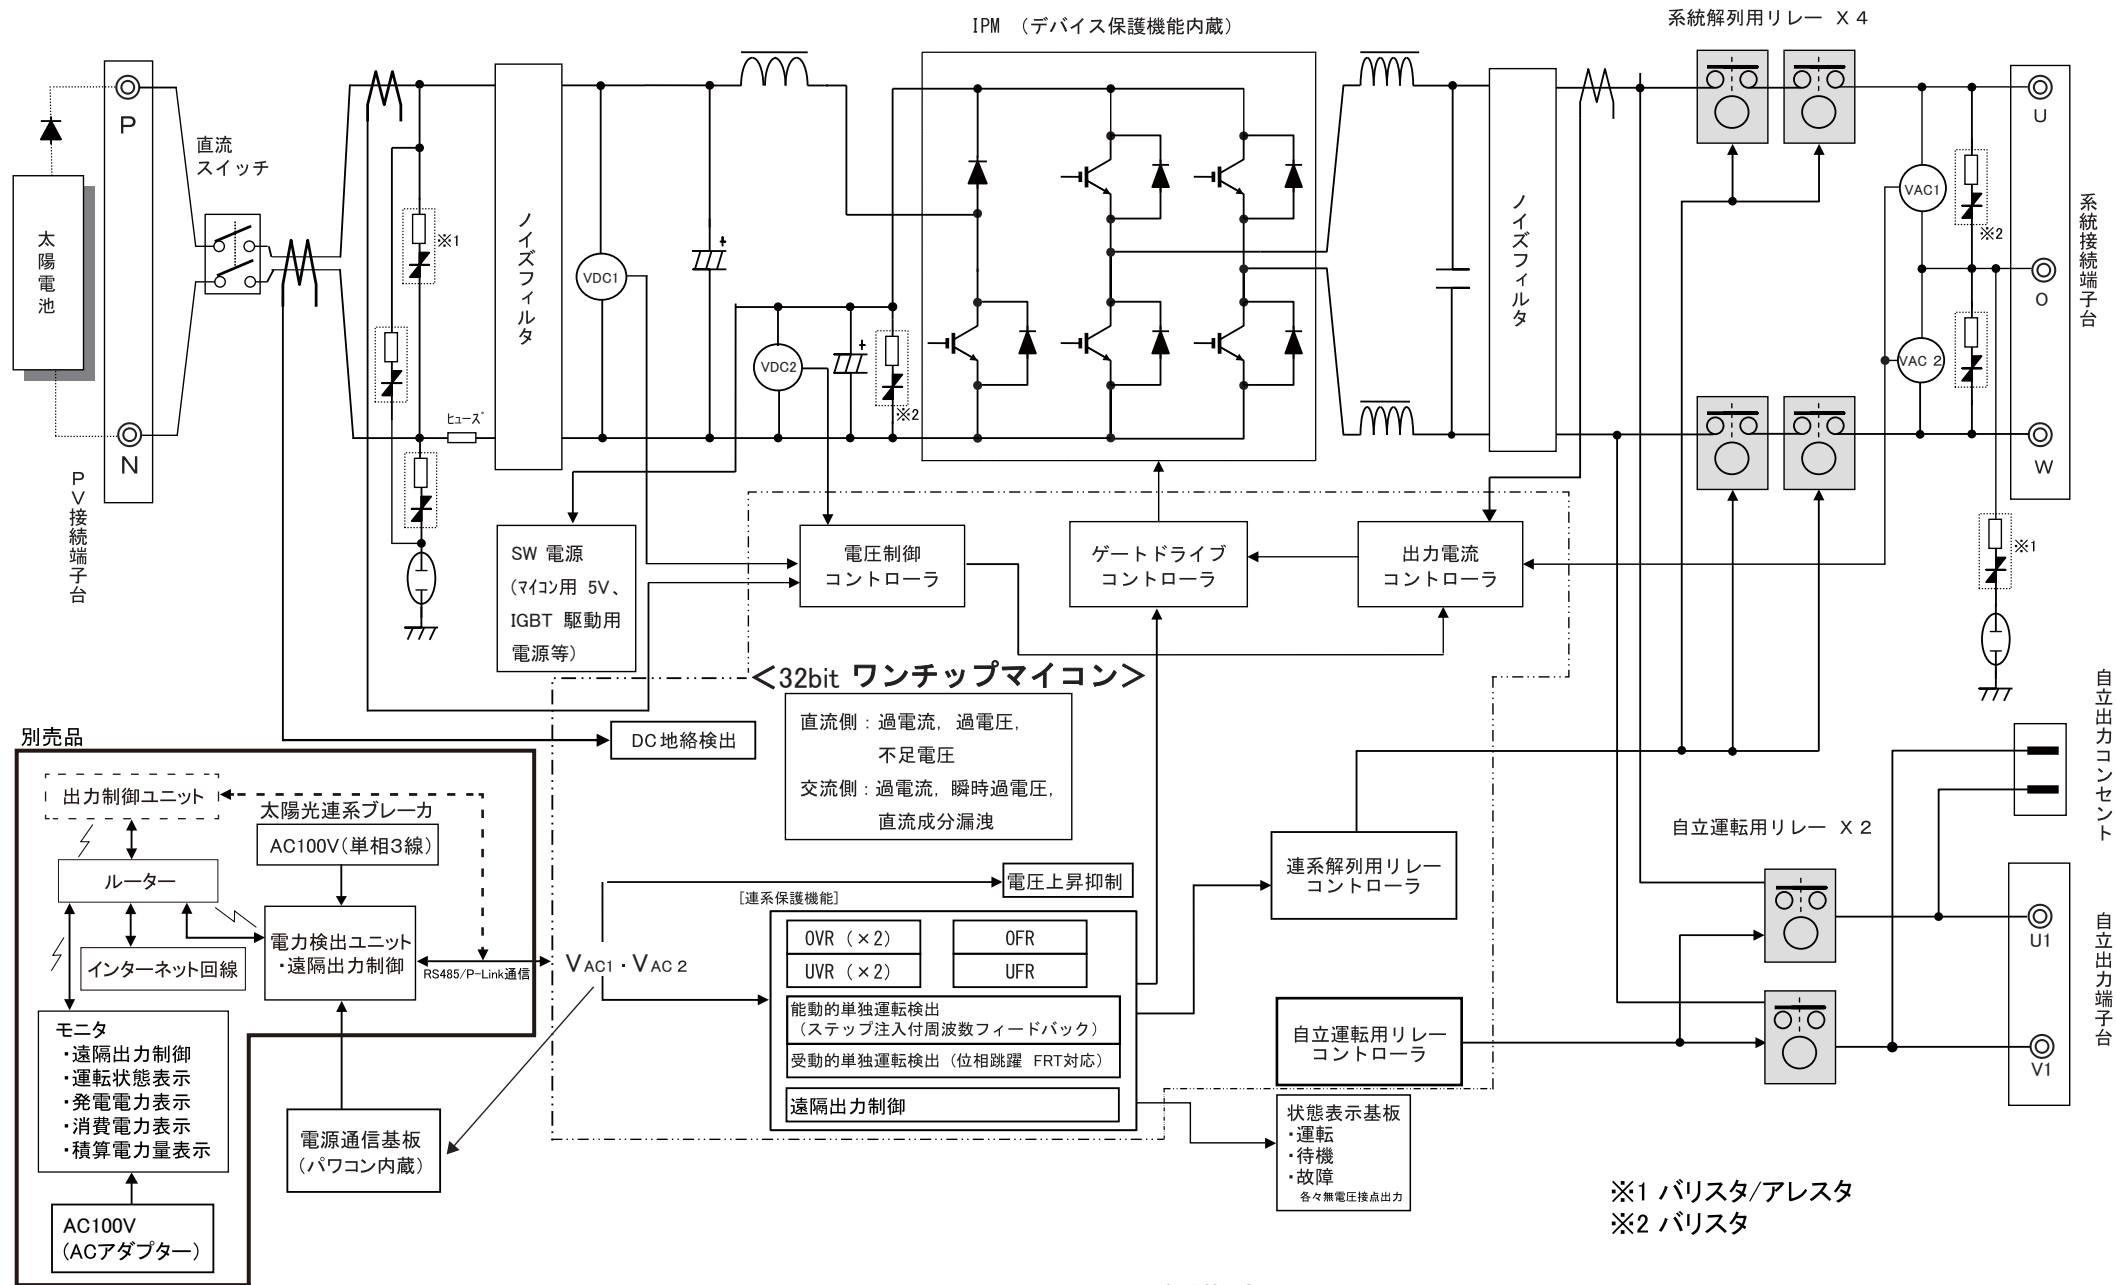 IPM （デバイス保護機能内蔵）
系統解列用リレー X 4
P
N
PV接続端子台
太陽電池
直流
スイッチ
※1
ヒューズ
ノイズフィルタ
VDC1
+
VDC2
+
※2
ノイズフィルタ
VAC1
VAC 2
※2
U
O
W
系統接続端子台
※1
SW 電源
（マイコン用 5V、
IGBT 駆動用
電源等）
電圧制御
コントローラ
ゲートドライブ
コントローラ
出力電流
コントローラ
＜32bit ワンチップマイコン＞
直流側：過電流，過電圧，
不足電圧
交流側：過電流，瞬時過電圧，
直流成分漏洩
DC地絡検出
別売品
出力制御ユニット
太陽光連系ブレーカ
AC100V（単相3線）
ルーター
インターネット回線
電力検出ユニット
・遠隔出力制御
RS485/P-Link通信
モニタ
・遠隔出力制御
・運転状態表示
・発電電力表示
・消費電力表示
・積算電力量表示
AC100V
（ACアダプター）
電源通信基板
（パワコン内蔵）
VAC1・VAC 2
電圧上昇抑制
［連系保護機能］
OVR （×2）
OFR
UVR （×2）
UFR
能動的単独運転検出
（ステップ注入付周波数フィードバック）
受動的単独運転検出（位相跳躍 FRT対応）
遠隔出力制御
連系解列用リレー
コントローラ
自立運転用リレー
コントローラ
状態表示基板
・運転
・待機
・故障
各々無電圧接点出力
自立運転用リレー X 2
自立出力コンセント
U1
V1
自立出力端子台
※1 バリスタ/アレスタ
※2 バリスタ